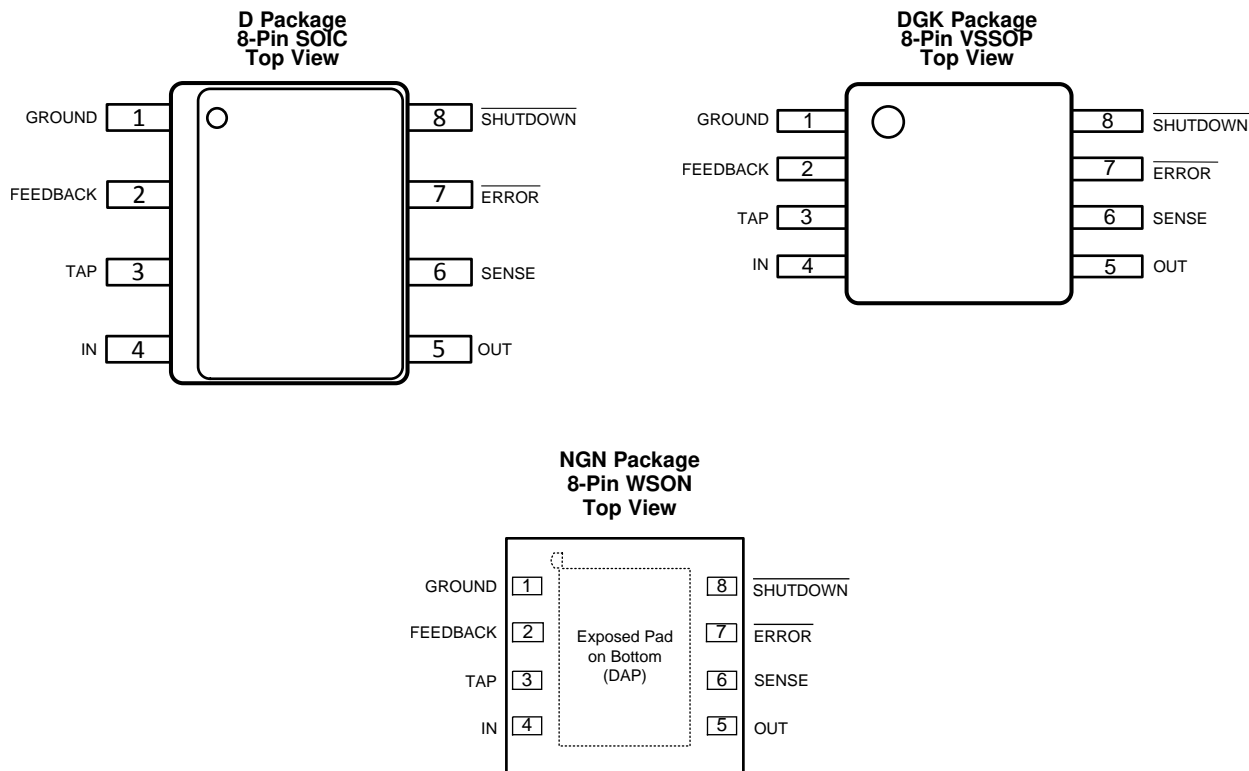 D Package
8-Pin SOIC
Top View
GROUND 1 8 SHUTDOWN
FEEDBACK 2 7 ERROR
TAP 3 6 SENSE
IN 4 5 OUT
DGK Package
8-Pin VSSOP
Top View
GROUND 1 8 SHUTDOWN
FEEDBACK 2 7 ERROR
TAP 3 6 SENSE
IN 4 5 OUT
NGN Package
8-Pin WSON
Top View
GROUND 1 8 SHUTDOWN
FEEDBACK 2 7 ERROR
Exposed Pad
on Bottom
(DAP)
TAP 3 6 SENSE
IN 4 5 OUT